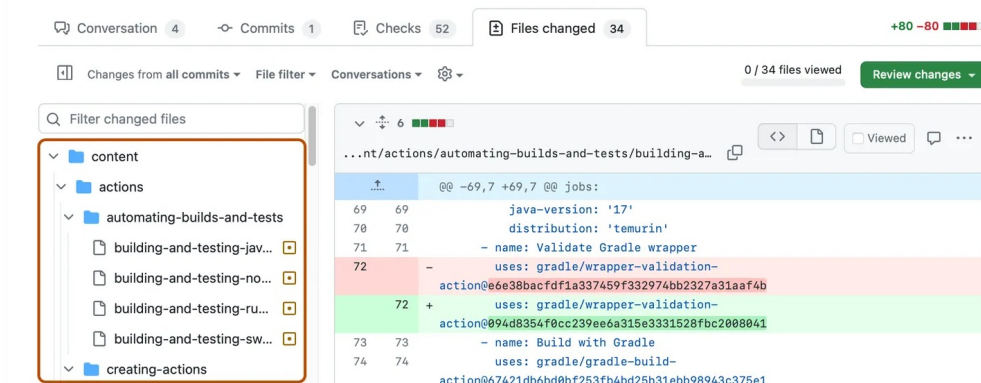 Conversation 4 Commits 1 Checks 52 Files changed 34 +80 −80
Changes from all commits File filter Conversations 0 / 34 files viewed Review changes
Filter changed files
content
actions
automating-builds-and-tests
building-and-testing-jav...
building-and-testing-no...
building-and-testing-ru...
building-and-testing-sw...
creating-actions
6
...nt/actions/automating-builds-and-tests/building-a…
<> Viewed ...
@@ -69,7 +69,7 @@ jobs:
69 69 java-version: '17'
70 70 distribution: 'temurin'
71 71 - name: Validate Gradle wrapper
72 - uses: gradle/wrapper-validation-
action@e6e38bacfdf1a337459f332974bb2327a31aaf4b
72 + uses: gradle/wrapper-validation-
action@094d8354f0cc239ee6a315e3331528fbc2008041
73 73 - name: Build with Gradle
74 74 uses: gradle/gradle-build-
action@67421db6bd0bf253fb4bd25b31ebb98943c375e1